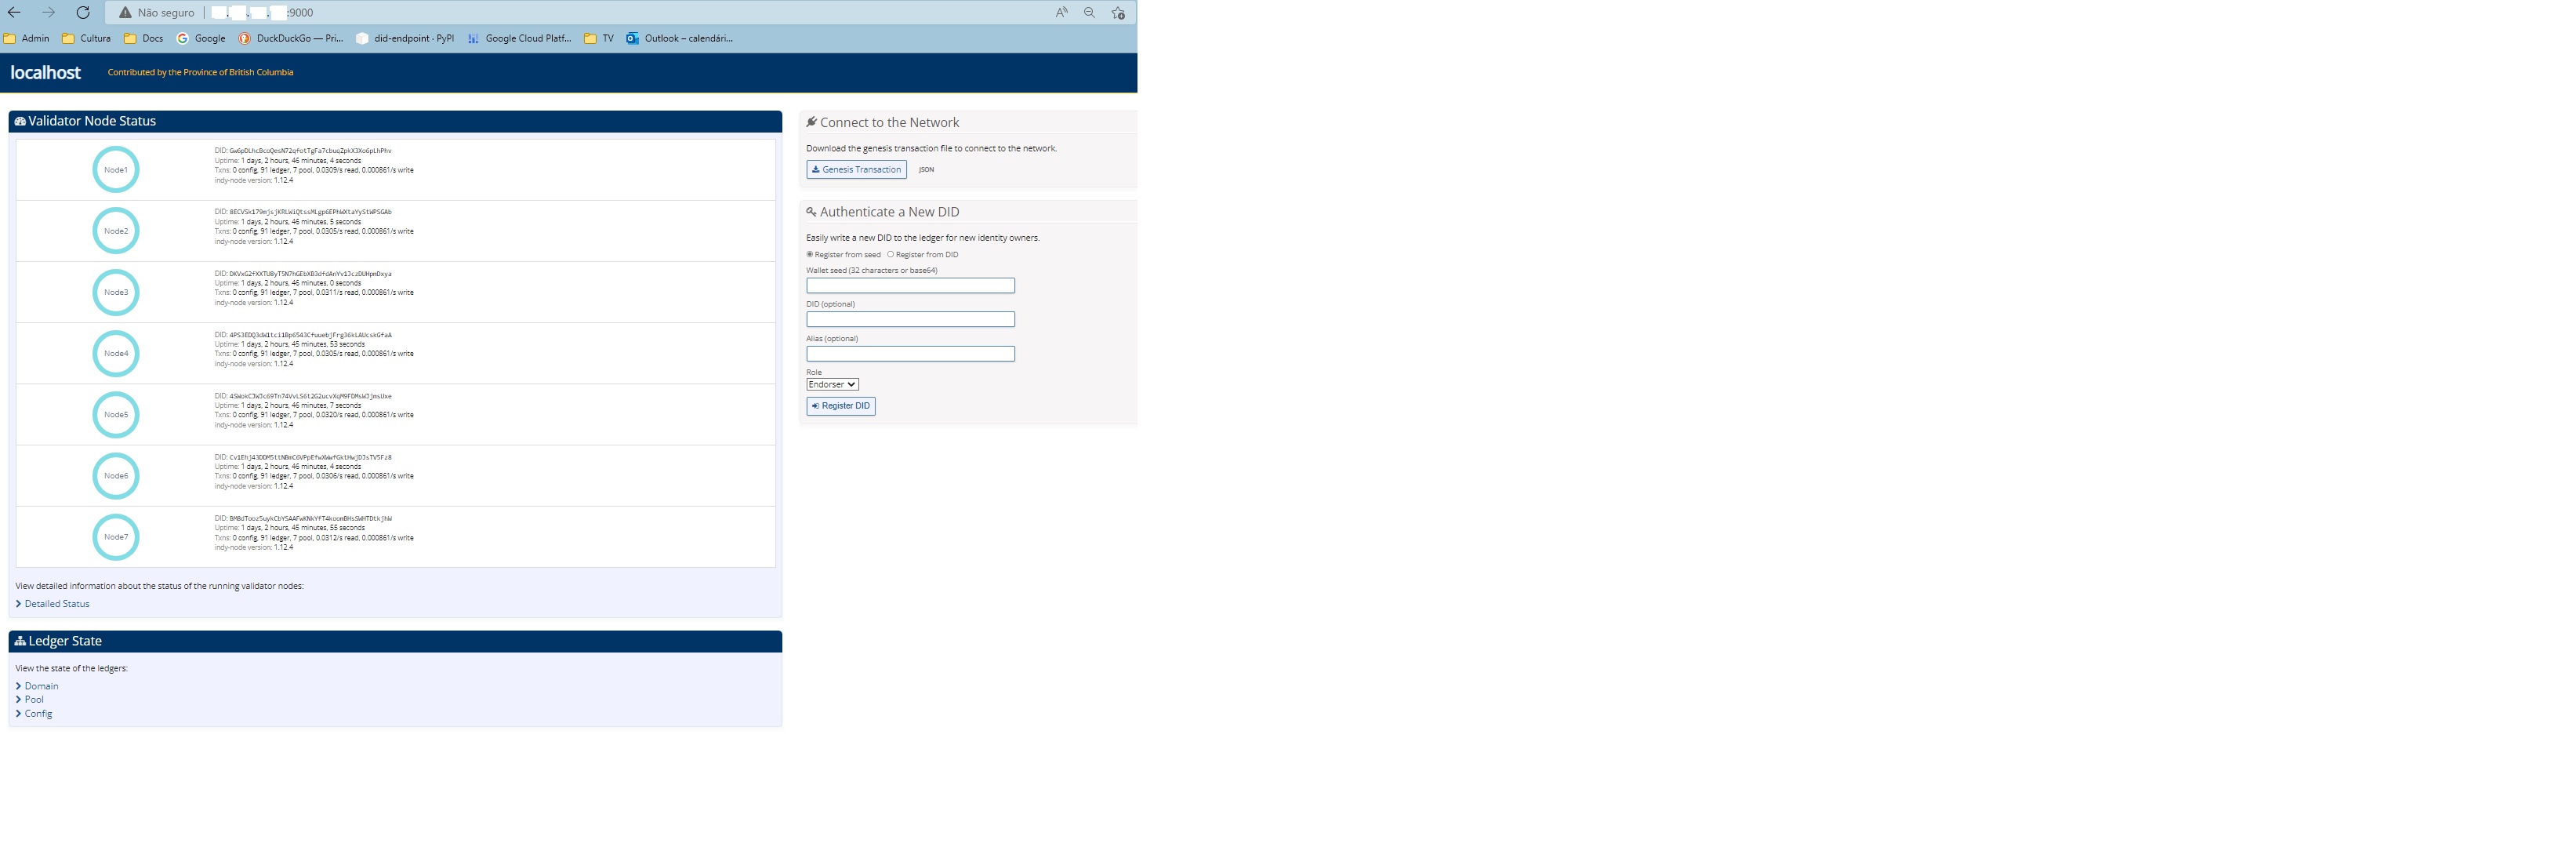 Não seguro
:9000
Admin Cultura Docs Google DuckDuckGo — Pri... did-endpoint · PyPI Google Cloud Platf... TV Outlook – calendári...
localhost Contributed by the Province of British Columbia
Validator Node Status
Node1
DID:
Uptime: 1 days, 2 hours, 46 minutes, 4 seconds
Txns: 0 config, 91 ledger, 7 pool, 0.0309/s read, 0.000861/s write
indy-node version: 1.12.4
Node2
DID:
Uptime: 1 days, 2 hours, 46 minutes, 5 seconds
Txns: 0 config, 91 ledger, 7 pool, 0.0305/s read, 0.000861/s write
indy-node version: 1.12.4
Node3
DID:
Uptime: 1 days, 2 hours, 46 minutes, 0 seconds
Txns: 0 config, 91 ledger, 7 pool, 0.0311/s read, 0.000861/s write
indy-node version: 1.12.4
Node4
DID:
Uptime: 1 days, 2 hours, 45 minutes, 53 seconds
Txns: 0 config, 91 ledger, 7 pool, 0.0305/s read, 0.000861/s write
indy-node version: 1.12.4
Node5
DID:
Uptime: 1 days, 2 hours, 46 minutes, 7 seconds
Txns: 0 config, 91 ledger, 7 pool, 0.0320/s read, 0.000861/s write
indy-node version: 1.12.4
Node6
DID:
Uptime: 1 days, 2 hours, 46 minutes, 4 seconds
Txns: 0 config, 91 ledger, 7 pool, 0.0306/s read, 0.000861/s write
indy-node version: 1.12.4
Node7
DID:
Uptime: 1 days, 2 hours, 45 minutes, 55 seconds
Txns: 0 config, 91 ledger, 7 pool, 0.0312/s read, 0.000861/s write
indy-node version: 1.12.4
View detailed information about the status of the running validator nodes:
Detailed Status
Ledger State
View the state of the ledgers:
Domain
Pool
Config
Connect to the Network
Download the genesis transaction file to connect to the network.
Genesis Transaction JSON
Authenticate a New DID
Easily write a new DID to the ledger for new identity owners.
Register from seed Register from DID
Wallet seed (32 characters or base64)
DID (optional)
Alias (optional)
Role
Endorser
Register DID